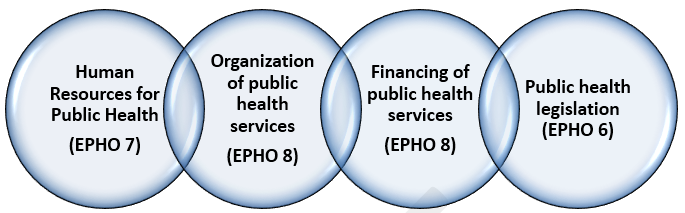 Human
Resources for
Public Health
(EPHO 7)
Organization
of public
health
services
(EPHO 8)
Financing of
public health
services
(EPHO 8)
Public health
legislation
(EPHO 6)